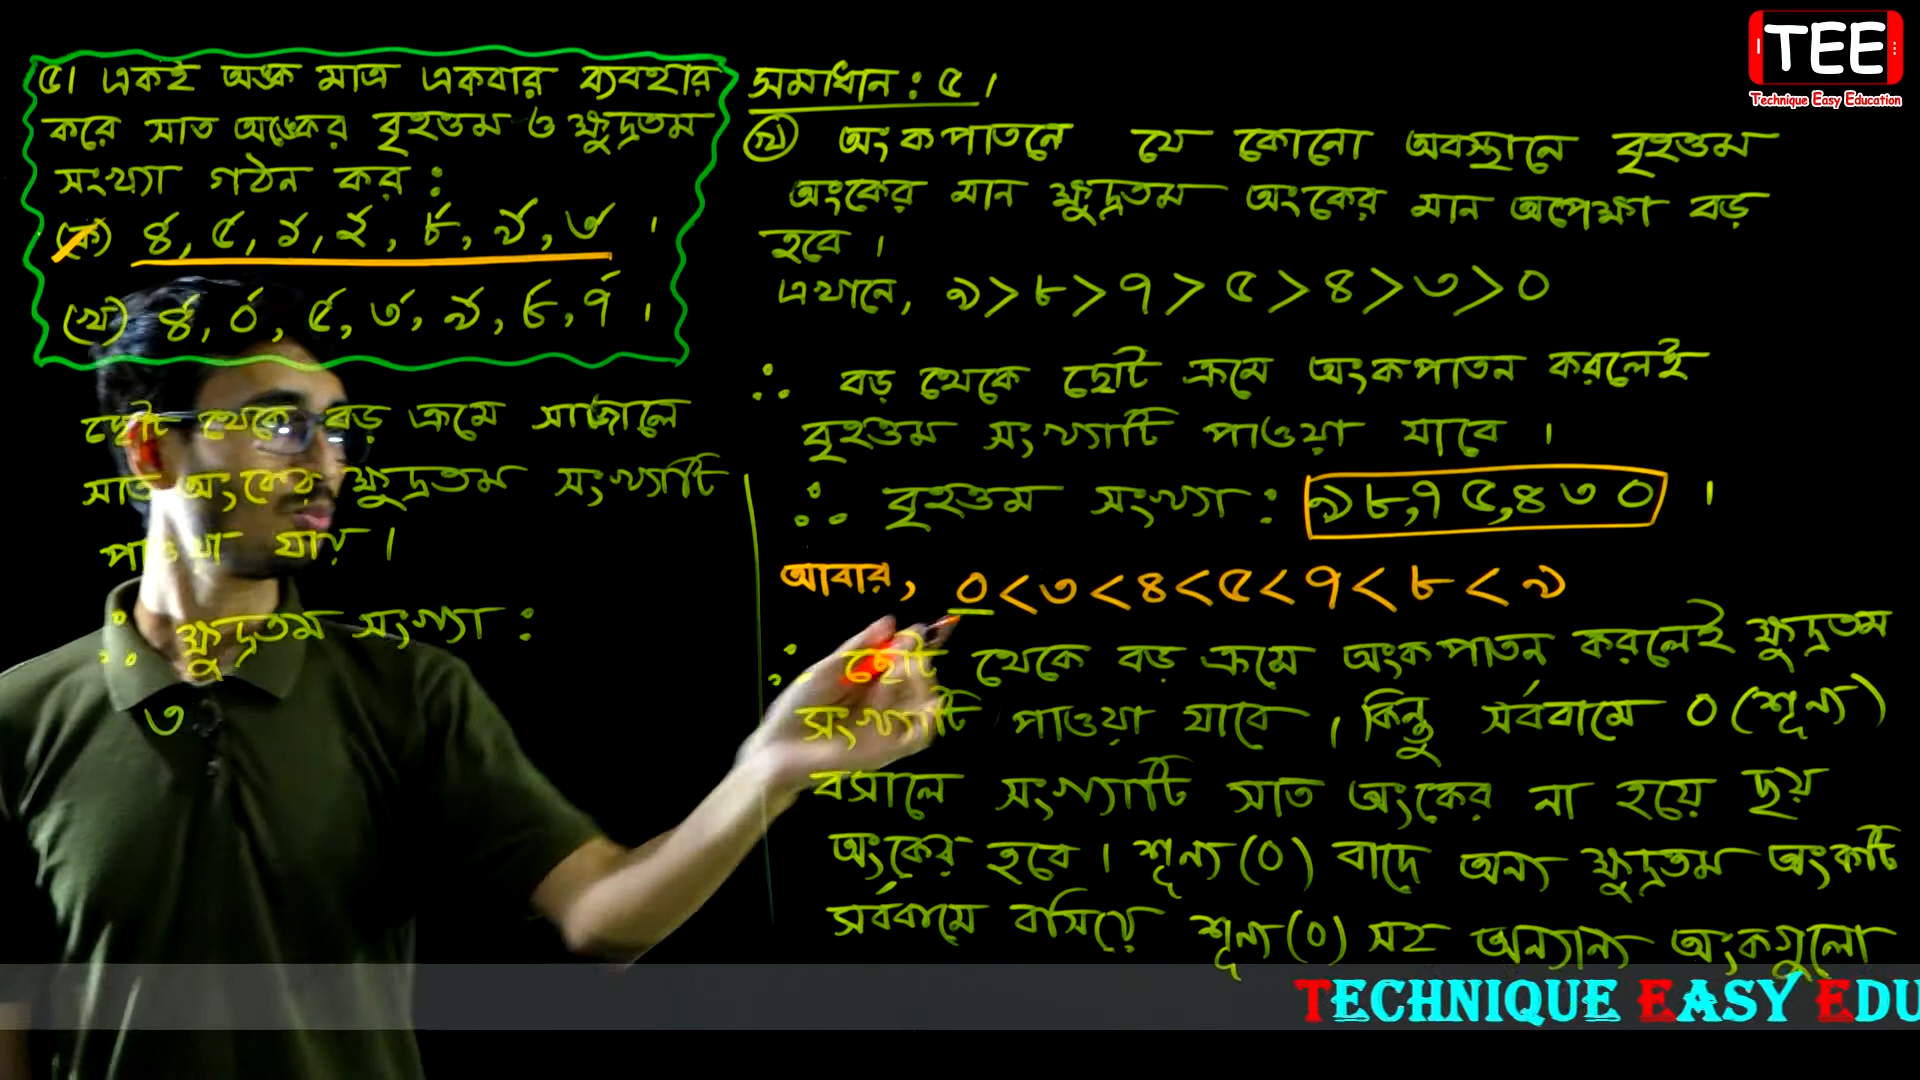 ৫। একই অঙ্ক মাত্র একবার ব্যবহার
করে সাত অঙ্কের বৃহত্তম ও ক্ষুদ্রতম
সংখ্যা গঠন কর :
(ক) ৪, ৫, ১, ২, ৮, ৯, ৩ ।
(খ) ৪, ০, ৫, ৩, ৯, ৮, ৭ ।
সমাধান : ৫ ।
(খ) অংকপাতনে যে কোনো অবস্থানে বৃহত্তম
অংকের মান ক্ষুদ্রতম অংকের মান অপেক্ষা বড়
হবে ।
এখানে, ৯ > ৮ > ৭ > ৫ > ৪ > ৩ > ০
∴ বড় থেকে ছোট ক্রমে অংকপাতন করলেই
বৃহত্তম সংখ্যাটি পাওয়া যাবে ।
∴ বৃহত্তম সংখ্যা : ৯৮,৭৫,৪৩০ ।
আবার, ০ < ৩ < ৪ < ৫ < ৭ < ৮ < ৯
∴ ছোট থেকে বড় ক্রমে অংকপাতন করলেই ক্ষুদ্রতম
সংখ্যাটি পাওয়া যাবে । কিন্তু সর্ববামে ০ (শূন্য)
বসালে সংখ্যাটি সাত অংকের না হয়ে ছয়
অংকের হবে । শূন্য (০) বাদে অন্য ক্ষুদ্রতম অংকটি
সর্ববামে বসিয়ে শূন্য (০) সহ অন্যান্য অংকগুলো
ছোট থেকে বড় ক্রমে সাজালে
সাত অংকের ক্ষুদ্রতম সংখ্যাটি
পাওয়া যায় ।
∴ ক্ষুদ্রতম সংখ্যা :
৩
TEE
Technique Easy Education
TECHNIQUE EASY EDU